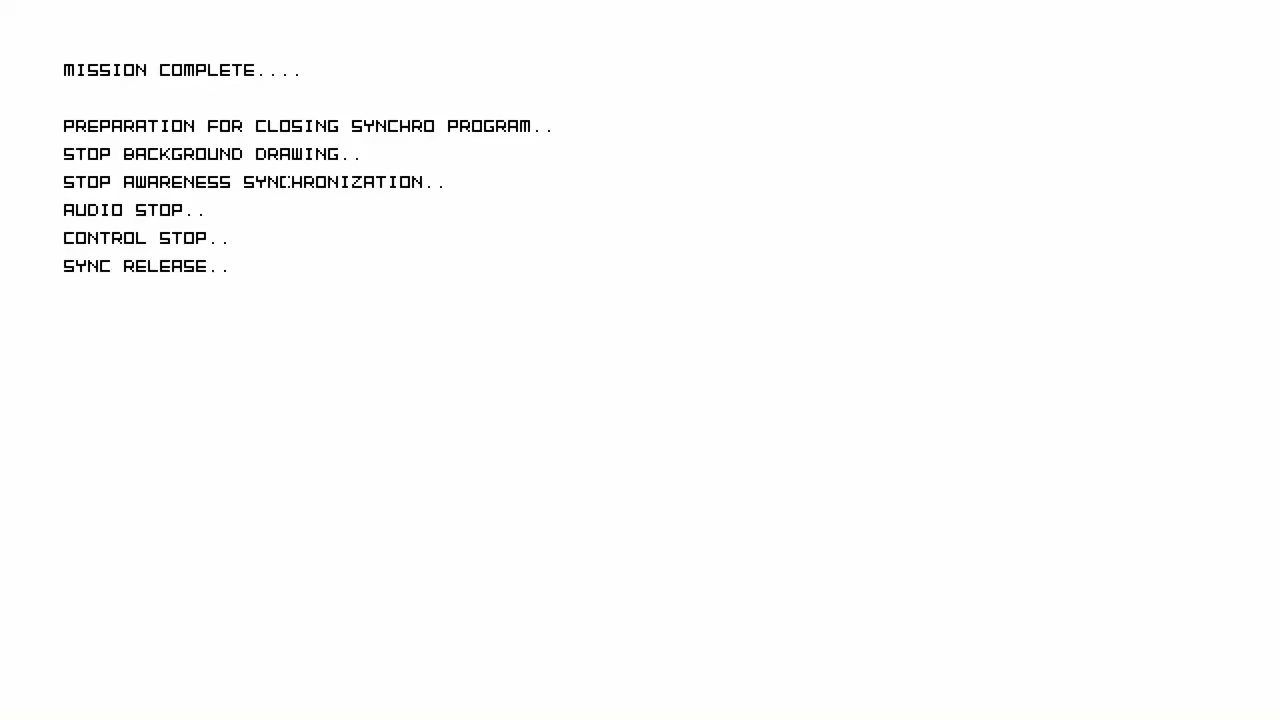 MISSION COMPLETE....
PREPARATION FOR CLOSING SYNCHRO PROGRAM..
STOP BACKGROUND DRAWING..
STOP AWARENESS SYNCHRONIZATION..
AUDIO STOP..
CONTROL STOP..
SYNC RELEASE..